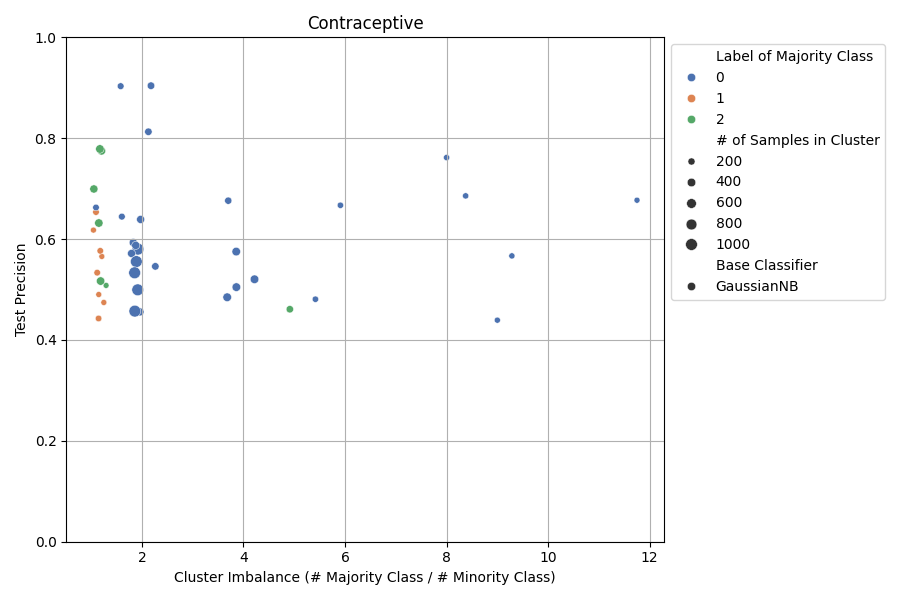 Contraceptive
1.0
0.8
0.6
0.4
0.2
0.0
Test Precision
2
4
6
8
10
12
Cluster Imbalance (# Majority Class / # Minority Class)
Label of Majority Class
0
1
2
# of Samples in Cluster
200
400
600
800
1000
Base Classifier
GaussianNB